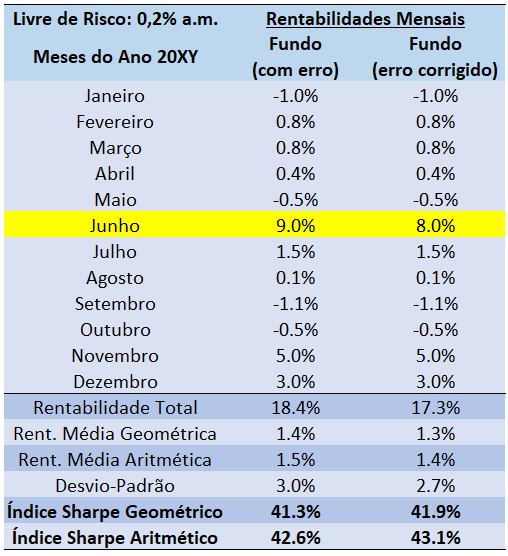 Livre de Risco: 0,2% a.m. Rentabilidades Mensais
Meses do Ano 20XY Fundo (com erro) Fundo (erro corrigido)
Janeiro -1.0% -1.0%
Fevereiro 0.8% 0.8%
Março 0.8% 0.8%
Abril 0.4% 0.4%
Maio -0.5% -0.5%
Junho 9.0% 8.0%
Julho 1.5% 1.5%
Agosto 0.1% 0.1%
Setembro -1.1% -1.1%
Outubro -0.5% -0.5%
Novembro 5.0% 5.0%
Dezembro 3.0% 3.0%
Rentabilidade Total 18.4% 17.3%
Rent. Média Geométrica 1.4% 1.3%
Rent. Média Aritmética 1.5% 1.4%
Desvio-Padrão 3.0% 2.7%
Índice Sharpe Geométrico 41.3% 41.9%
Índice Sharpe Aritmético 42.6% 43.1%